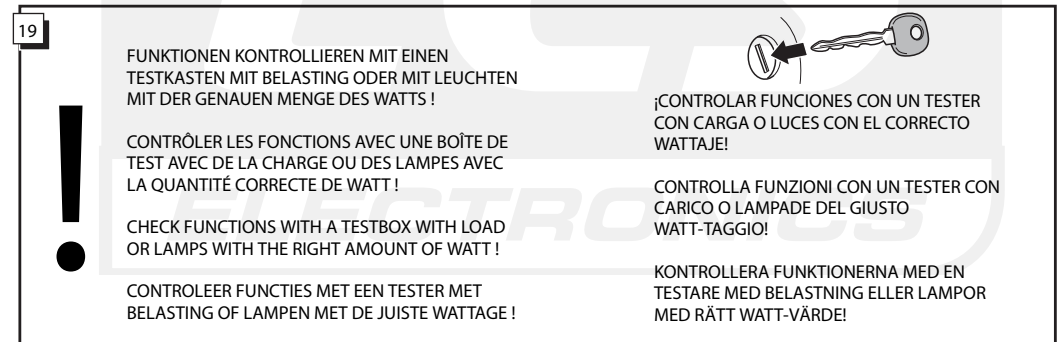 19
FUNKTIONEN KONTROLLIEREN MIT EINEN
TESTKASTEN MIT BELASTING ODER MIT LEUCHTEN
MIT DER GENAUEN MENGE DES WATTS !
CONTRÔLER LES FONCTIONS AVEC UNE BOÎTE DE
TEST AVEC DE LA CHARGE OU DES LAMPES AVEC
LA QUANTITÉ CORRECTE DE WATT !
CHECK FUNCTIONS WITH A TESTBOX WITH LOAD
OR LAMPS WITH THE RIGHT AMOUNT OF WATT !
CONTROLEER FUNCTIES MET EEN TESTER MET
BELASTING OF LAMPEN MET DE JUISTE WATTAGE !
!
¡CONTROLAR FUNCIONES CON UN TESTER
CON CARGA O LUCES CON EL CORRECTO
WATTAJE!
CONTROLLA FUNZIONI CON UN TESTER CON
CARICO O LAMPADE DEL GIUSTO
WATT-TAGGIO!
KONTROLLERA FUNKTIONERNA MED EN
TESTARE MED BELASTNING ELLER LAMPOR
MED RÄTT WATT-VÄRDE!
ELECTRONICS